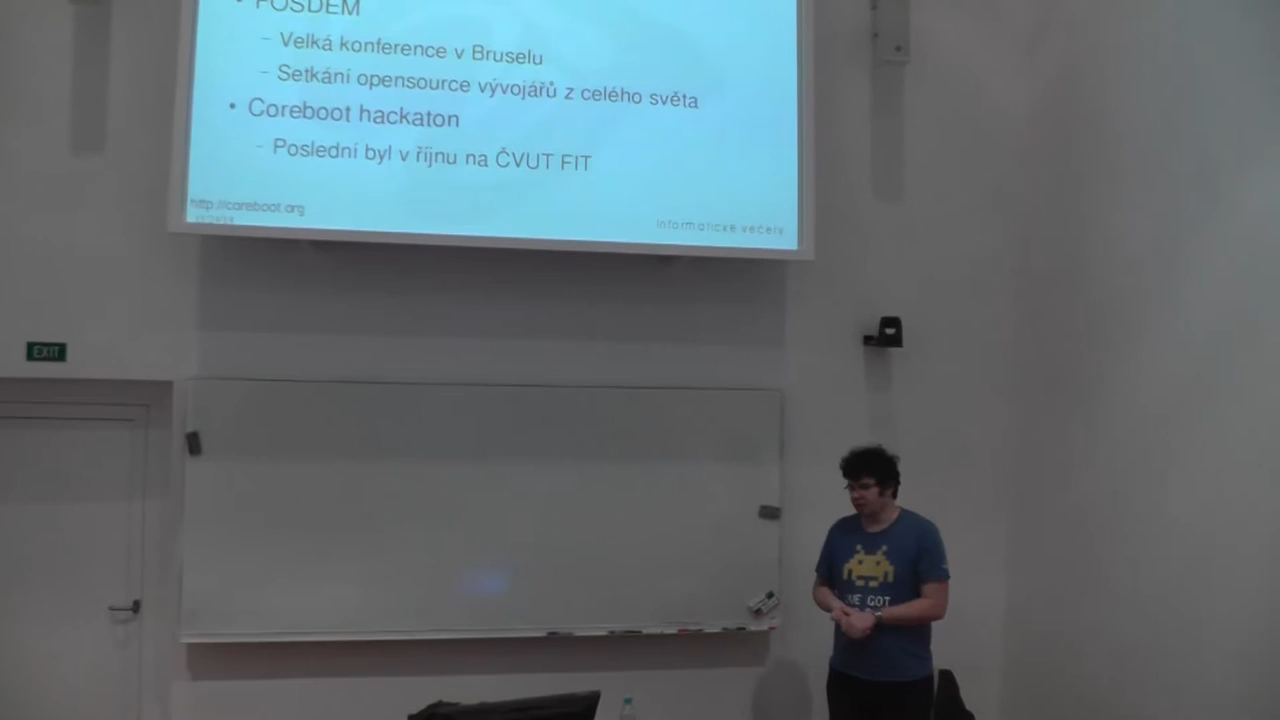 • FOSDEM
– Velká konference v Bruselu
– Setkání opensource vývojářů z celého světa
• Coreboot hackaton
– Poslední byl v říjnu na ČVUT FIT
http://coreboot.org
Informatické večery
EXIT
GOT